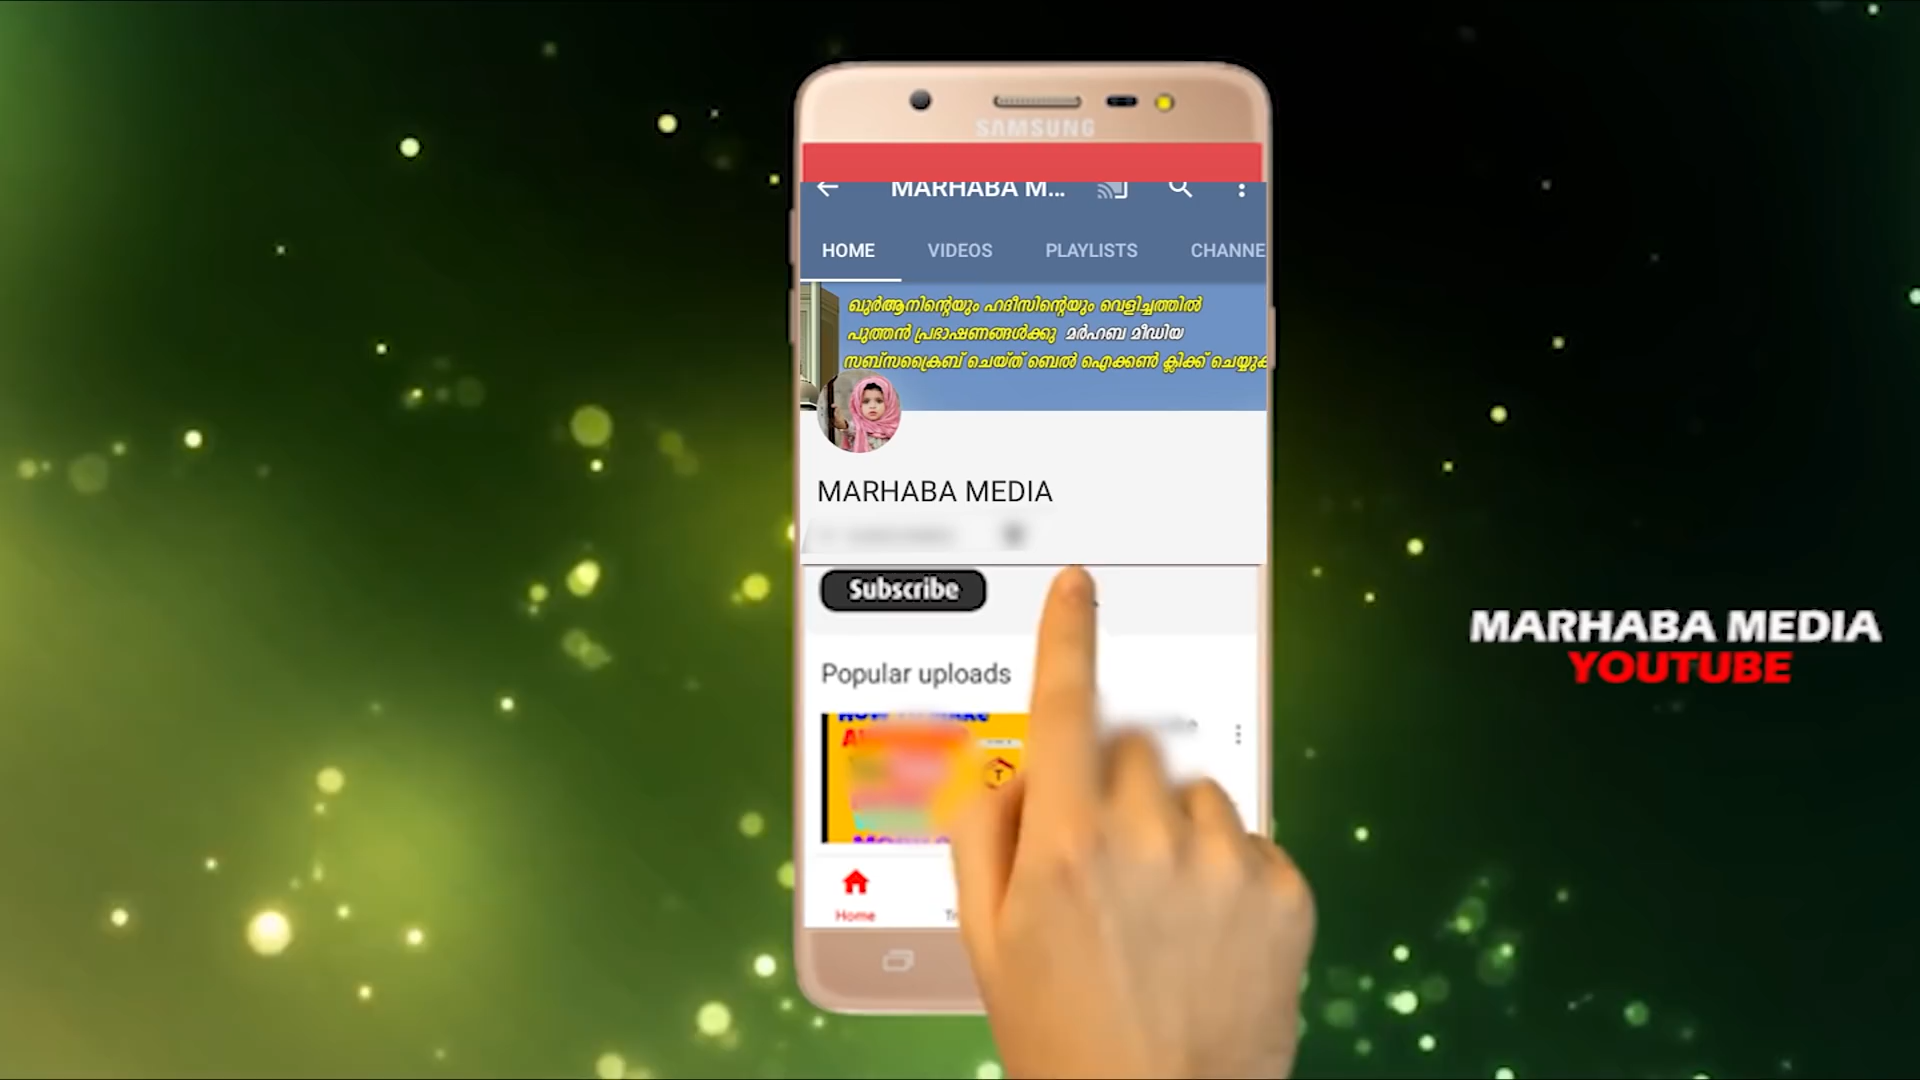 SAMSUNG
MARHABA M...
HOME VIDEOS PLAYLISTS CHANNE
ഖുർആനിന്റെയും ഹദീസിന്റെയും വെളിച്ചത്തിൽ
പുത്തൻ പ്രഭാഷണങ്ങൾക്കു മർഹബ മീഡിയ
സബ്സക്രൈബ് ചെയ്ത് ബെൽ ഐക്കൺ ക്ലിക്ക് ചെയ്യുക
MARHABA MEDIA
Subscribe
Popular uploads
Home
MARHABA MEDIA
YOUTUBE